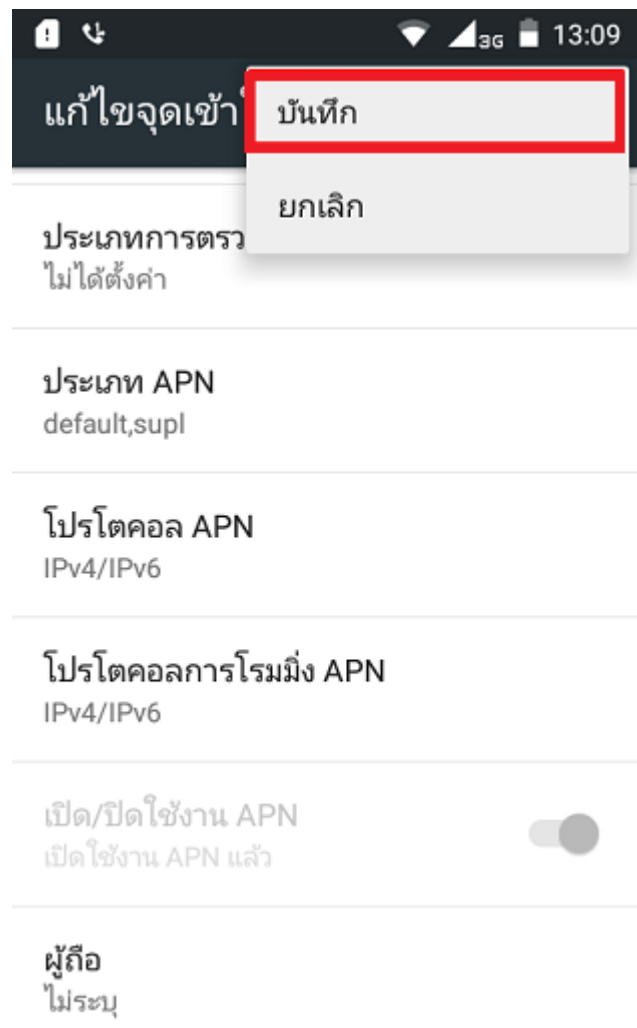 3G 13:09
แก้ไขจุดเข้า
บันทึก
ยกเลิก
ประเภทการตรว
ไม่ได้ตั้งค่า
ประเภท APN
default,supl
โปรโตคอล APN
IPv4/IPv6
โปรโตคอลการโรมมิ่ง APN
IPv4/IPv6
เปิด/ปิดใช้งาน APN
เปิดใช้งาน APN แล้ว
ผู้ถือ
ไม่ระบุ